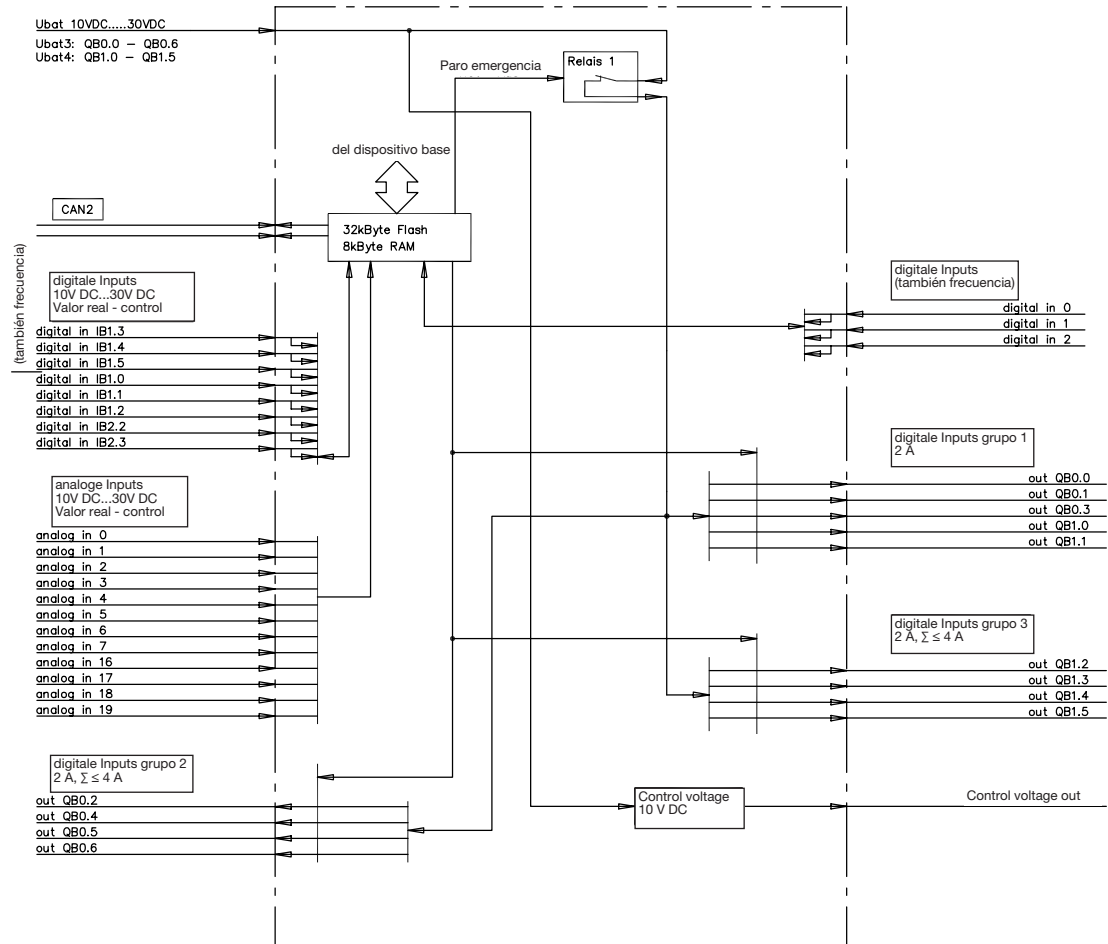 Ubat 10VDC.....30VDC
Ubat3: QB0.0 – QB0.6
Ubat4: QB1.0 – QB1.5
Paro emergencia
Relais 1
del dispositivo base
CAN2
32kByte Flash
8kByte RAM
(también frecuencia)
digitale Inputs
10V DC...30V DC
Valor real - control
digital in IB1.3
digital in IB1.4
digital in IB1.5
digital in IB1.0
digital in IB1.1
digital in IB1.2
digital in IB2.2
digital in IB2.3
digitale Inputs
(también frecuencia)
digital in 0
digital in 1
digital in 2
analoge Inputs
10V DC...30V DC
Valor real - control
analog in 0
analog in 1
analog in 2
analog in 3
analog in 4
analog in 5
analog in 6
analog in 7
analog in 16
analog in 17
analog in 18
analog in 19
digitale Inputs grupo 1
2 A
out QB0.0
out QB0.1
out QB0.3
out QB1.0
out QB1.1
digitale Inputs grupo 3
2 A, ∑ ≤ 4 A
out QB1.2
out QB1.3
out QB1.4
out QB1.5
digitale Inputs grupo 2
2 A, ∑ ≤ 4 A
out QB0.2
out QB0.4
out QB0.5
out QB0.6
Control voltage
10 V DC
Control voltage out